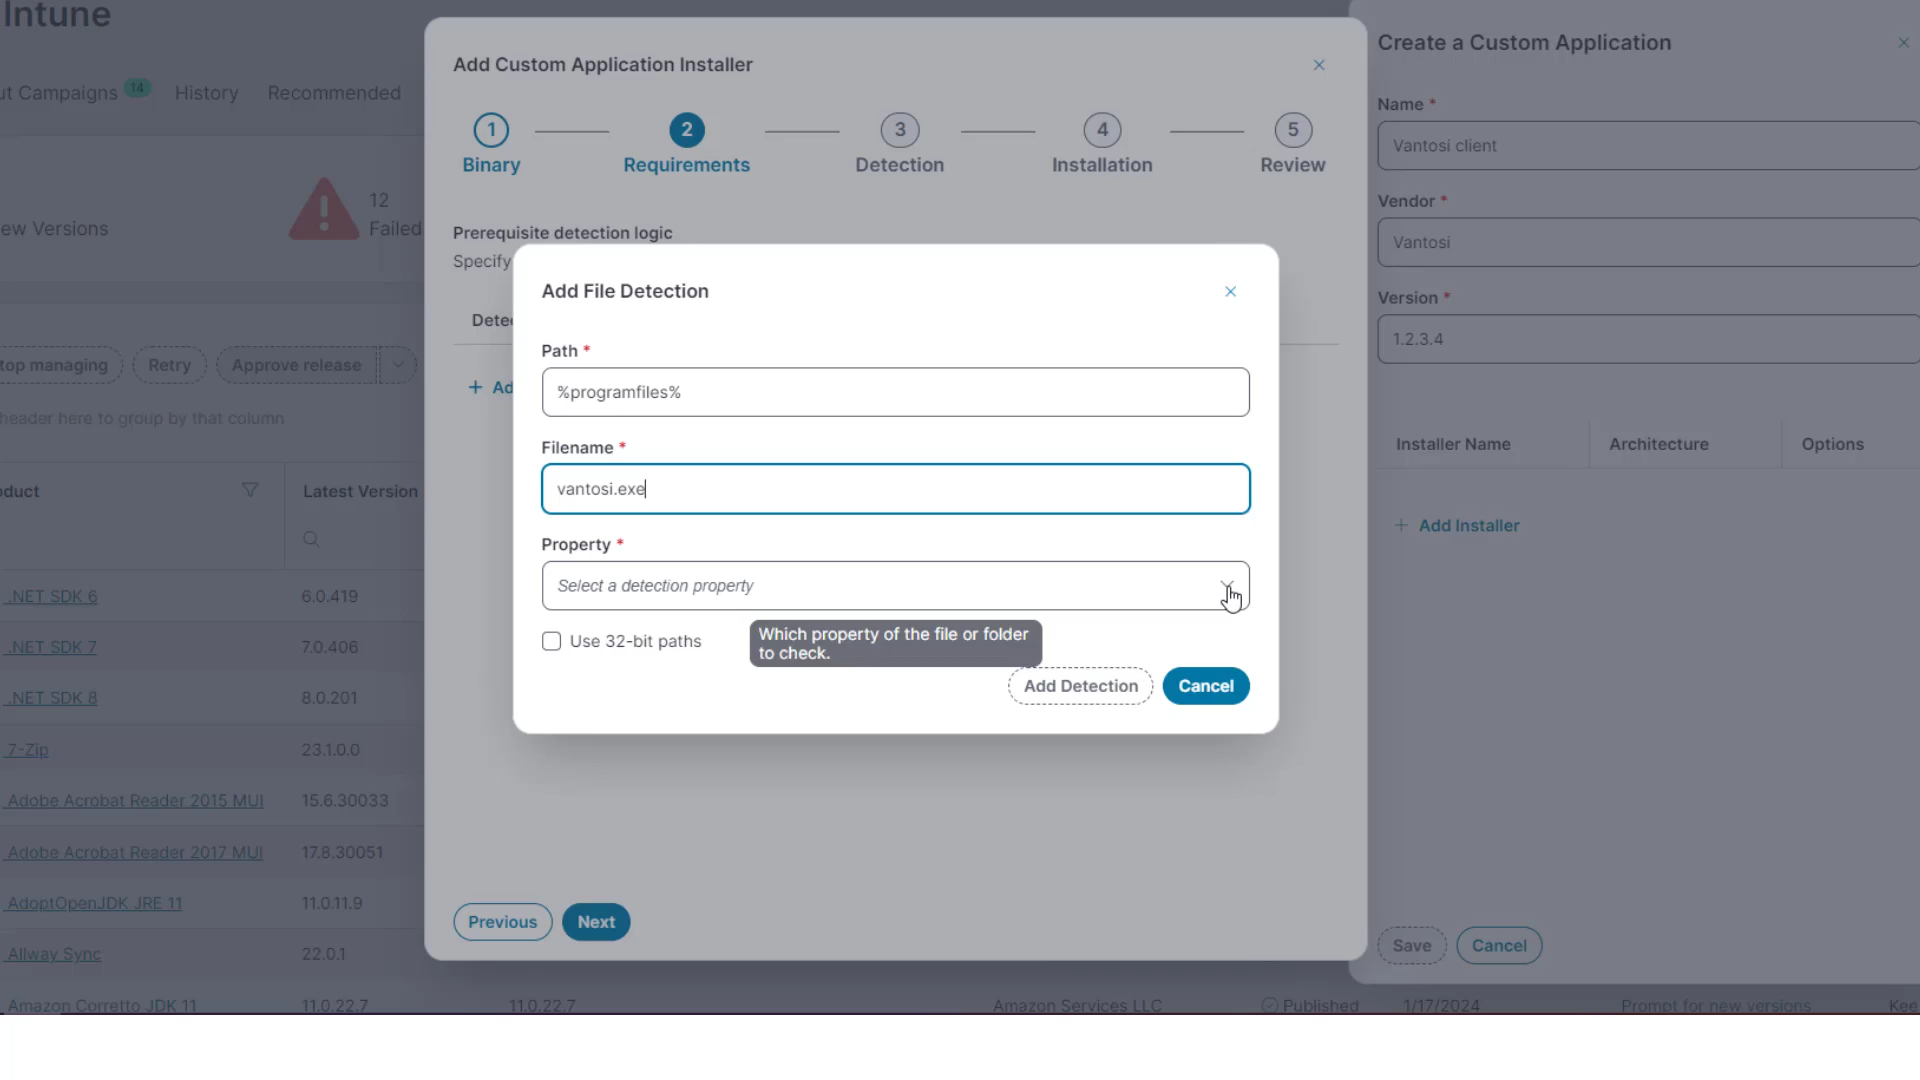 Intune
ut Campaigns 14 History Recommended
ew Versions
12
Failed
top managing Retry Approve release
header here to group by that column
oduct Latest Version
.NET SDK 6 6.0.419
.NET SDK 7 7.0.406
.NET SDK 8 8.0.201
7-Zip 23.1.0.0
Adobe Acrobat Reader 2015 MUI 15.6.30033
Adobe Acrobat Reader 2017 MUI 17.8.30051
AdoptOpenJDK JRE 11 11.0.11.9
Allway Sync 22.0.1
Amazon Corretto JDK 11 11.0.22.7 11.0.22.7 Amazon Services LLC Published 1/17/2024 Prompt for new versions Kee
Add Custom Application Installer
1 2 3 4 5
Binary Requirements Detection Installation Review
Prerequisite detection logic
Specify
Detec
+ Ad
Previous Next
Add File Detection
Path *
%programfiles%
Filename *
vantosi.exe
Property *
Select a detection property
Use 32-bit paths
Which property of the file or folder
to check.
Add Detection Cancel
Create a Custom Application
Name *
Vantosi client
Vendor *
Vantosi
Version *
1.2.3.4
Installer Name Architecture Options
+ Add Installer
Save Cancel